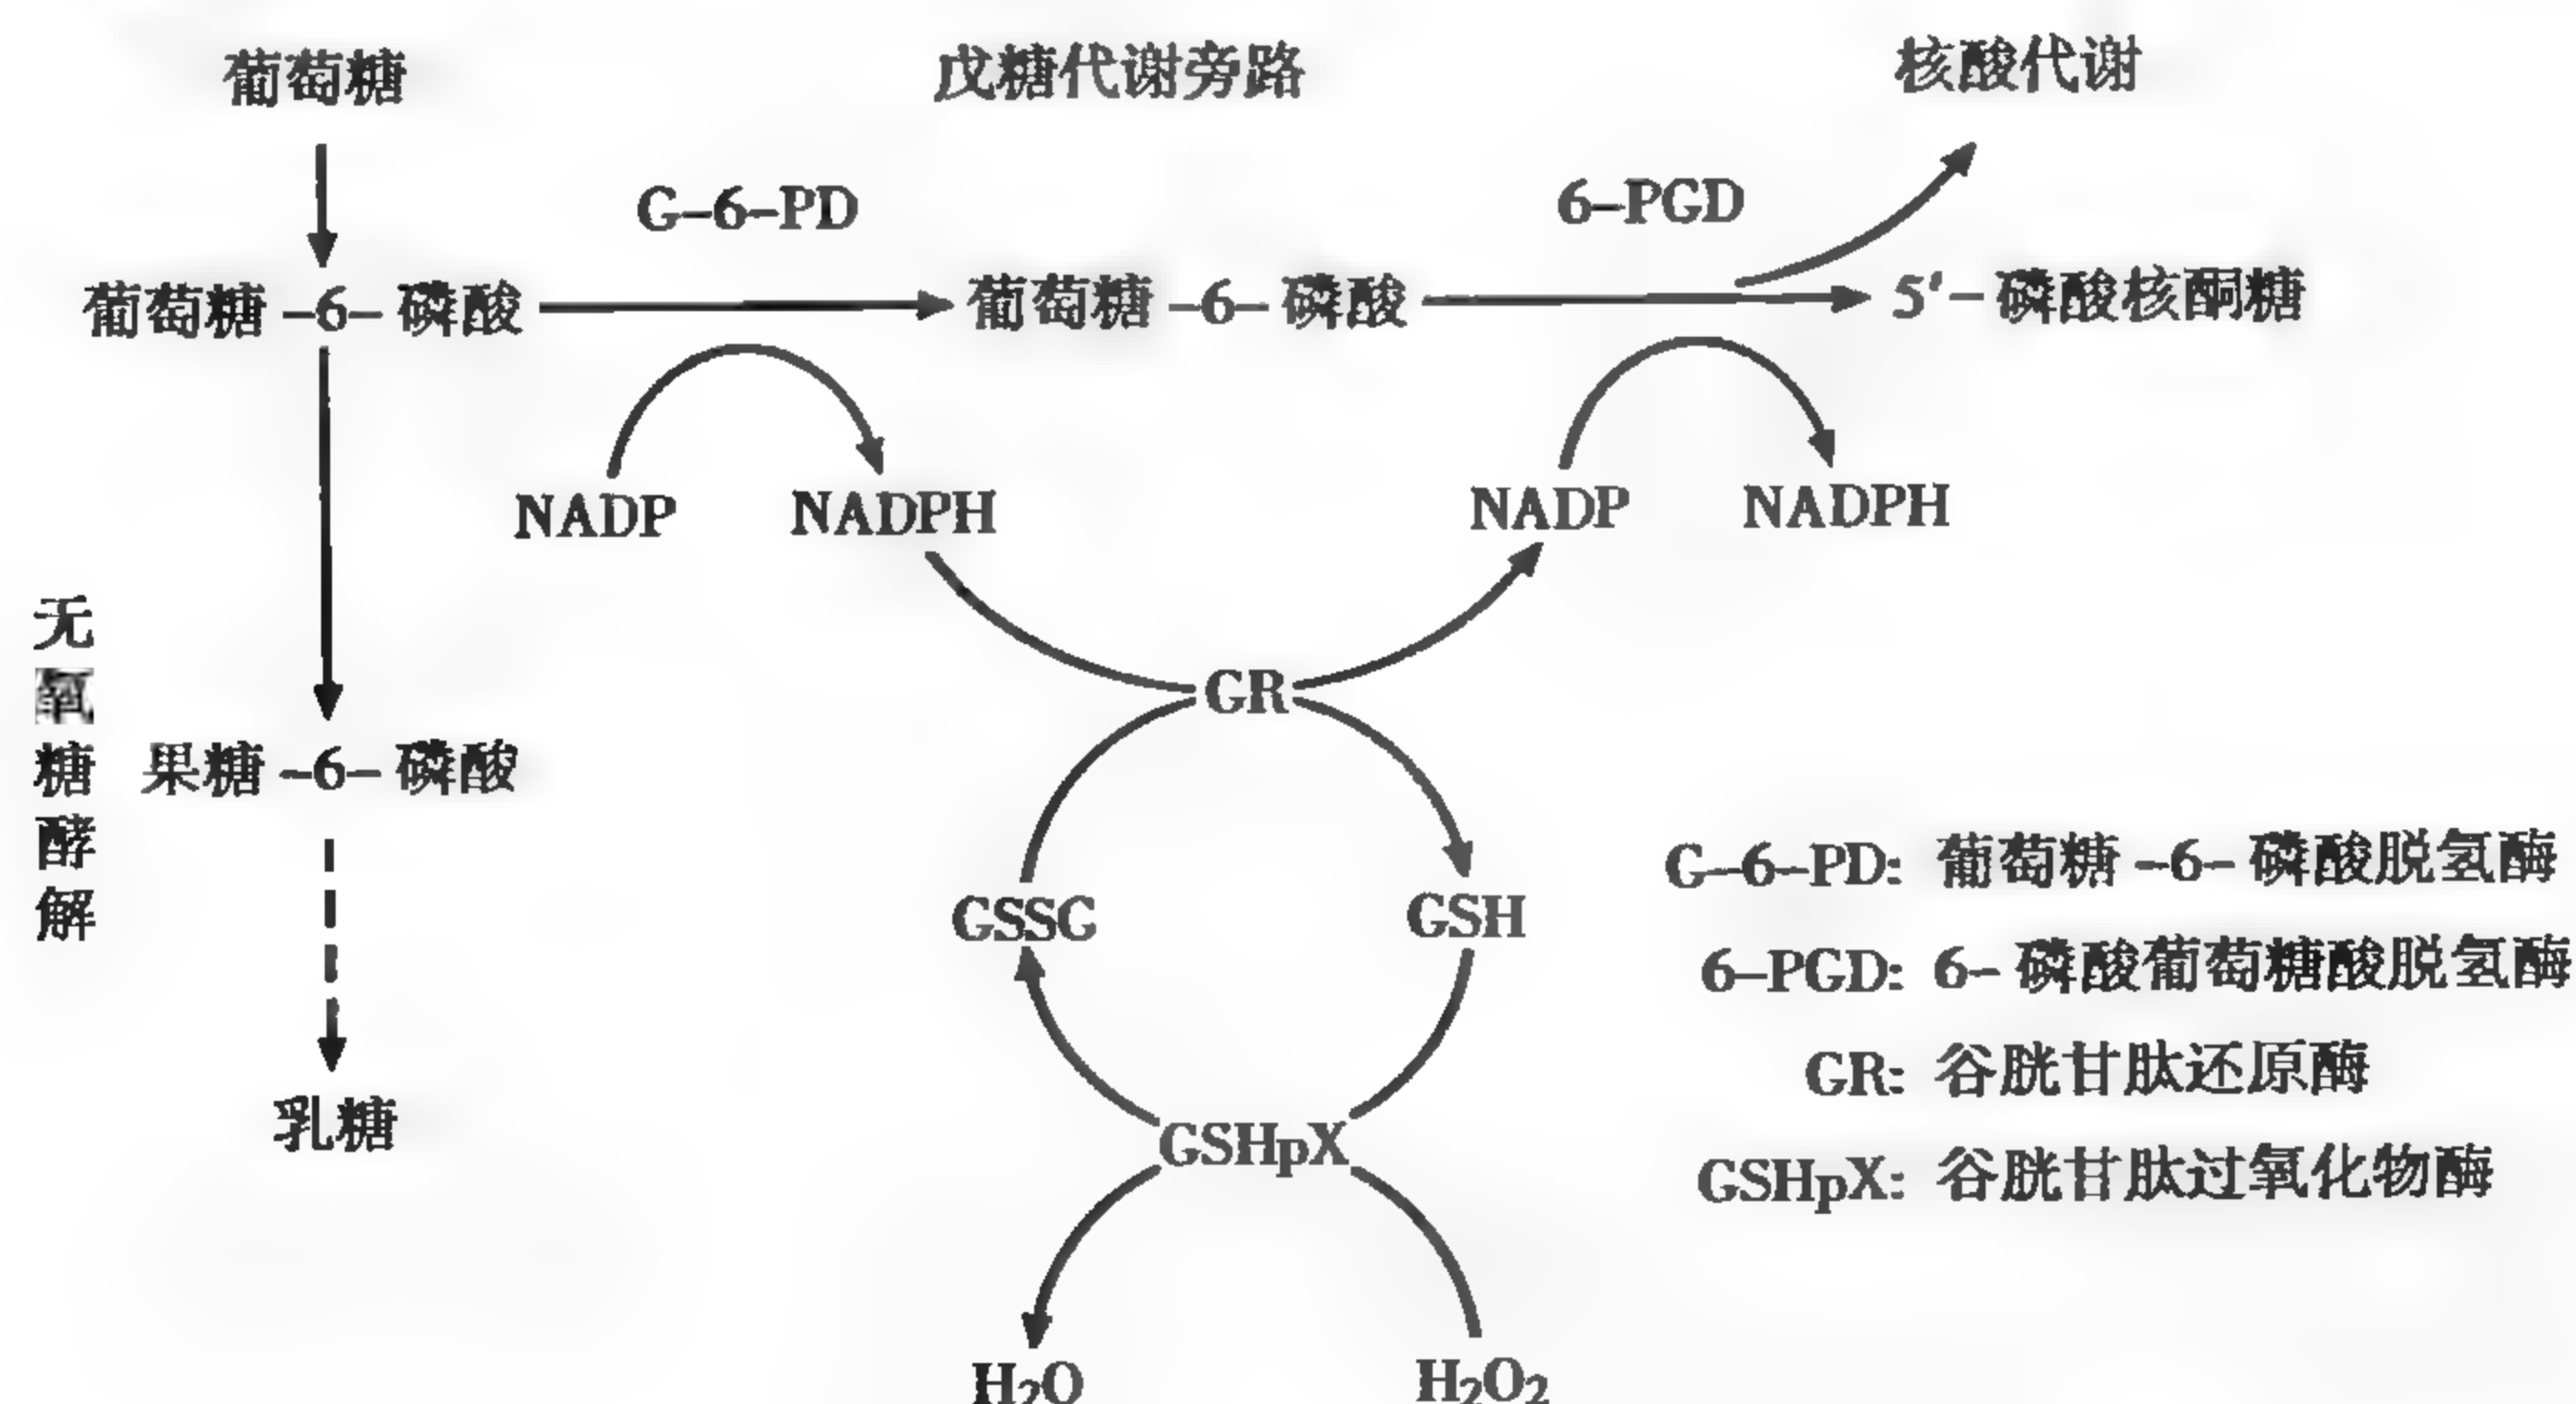 葡萄糖
戊糖代谢旁路
核酸代谢
G-6-PD
6-PGD
葡萄糖-6-磷酸
葡萄糖-6-磷酸
5′-磷酸核酮糖
NADP
NADPH
NADP
NADPH
无氧糖酵解
GR
果糖-6-磷酸
GSSG
GSH
G-6-PD: 葡萄糖-6-磷酸脱氢酶
6-PGD: 6-磷酸葡萄糖酸脱氢酶
GR: 谷胱甘肽还原酶
乳糖
GSHpX
GSHpX: 谷胱甘肽过氧化物酶
H₂O
H₂O₂